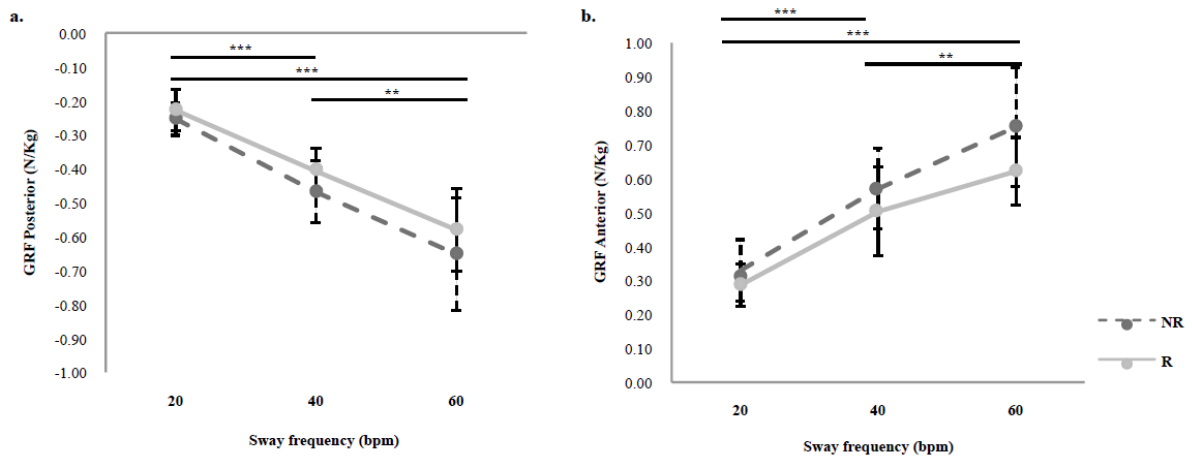 a.
0.00
-0.10
-0.20
-0.30
-0.40
-0.50
-0.60
-0.70
-0.80
-0.90
-1.00
GRF Posterior (N/Kg)
***
***
**
20 40 60
Sway frequency (bpm)
b.
***
***
**
1.00
0.90
0.80
0.70
0.60
0.50
0.40
0.30
0.20
0.10
0.00
GRF Anterior (N/Kg)
20 40 60
Sway frequency (bpm)
NR
R